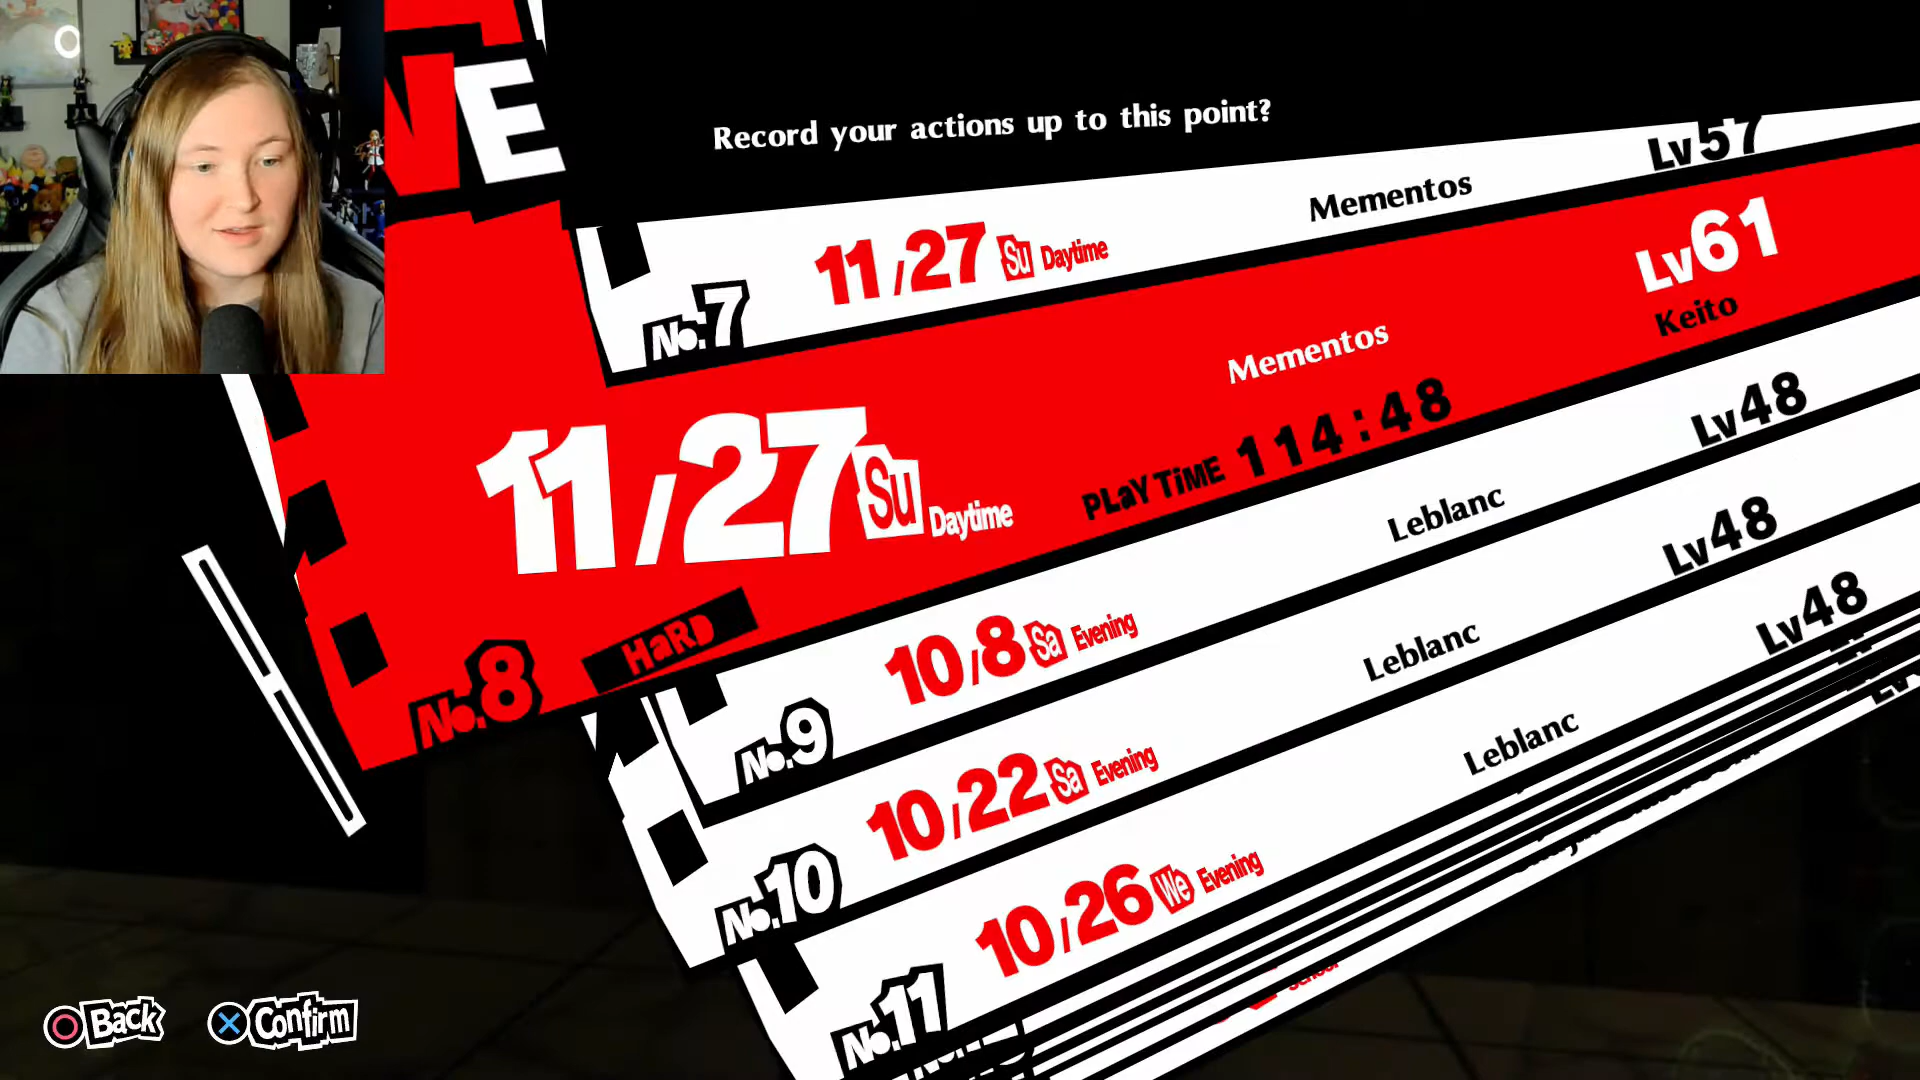 VE
Record your actions up to this point?
No.7 11/27 Su Daytime Mementos Lv57
No.8 11/27 Su Daytime Mementos Lv61
HaRD PLaY TiME 114:48 Keito
No.9 10/8 Sa Evening Leblanc Lv48
No.10 10/22 Sa Evening Leblanc Lv48
No.11 10/26 We Evening Leblanc Lv48
Back Confirm